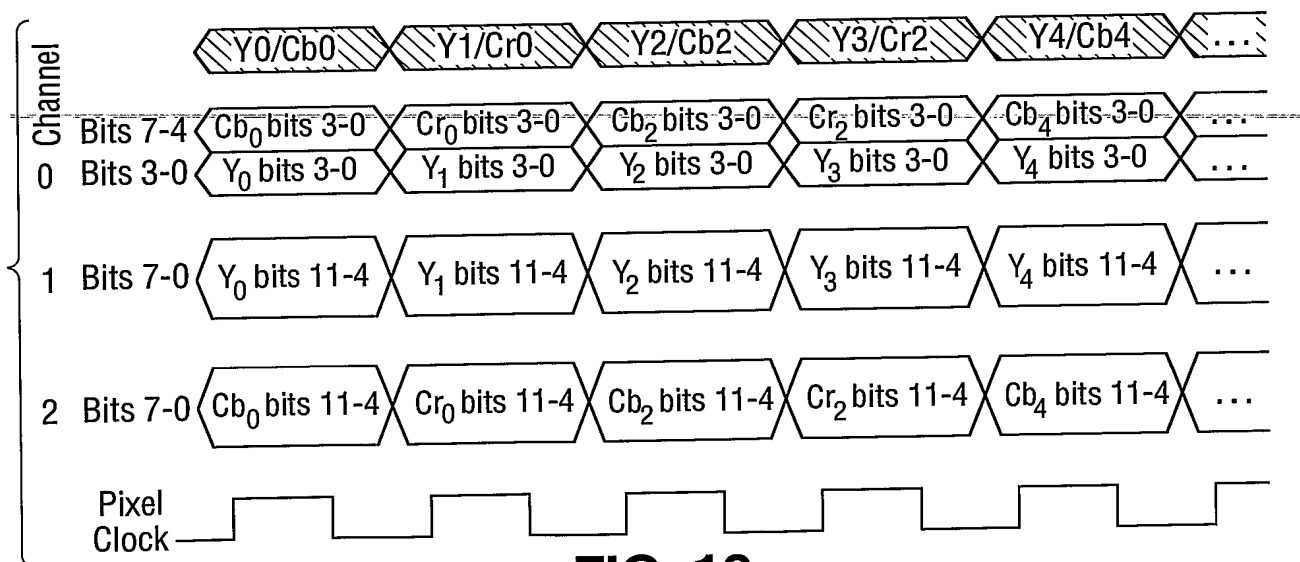 Channel
Y0/Cb0 Y1/Cr0 Y2/Cb2 Y3/Cr2 Y4/Cb4 ...
Bits 7-4 Cb0 bits 3-0 Cr0 bits 3-0 Cb2 bits 3-0 Cr2 bits 3-0 Cb4 bits 3-0 ...
0 Bits 3-0 Y0 bits 3-0 Y1 bits 3-0 Y2 bits 3-0 Y3 bits 3-0 Y4 bits 3-0 ...
1 Bits 7-0 Y0 bits 11-4 Y1 bits 11-4 Y2 bits 11-4 Y3 bits 11-4 Y4 bits 11-4 ...
2 Bits 7-0 Cb0 bits 11-4 Cr0 bits 11-4 Cb2 bits 11-4 Cr2 bits 11-4 Cb4 bits 11-4 ...
Pixel
Clock